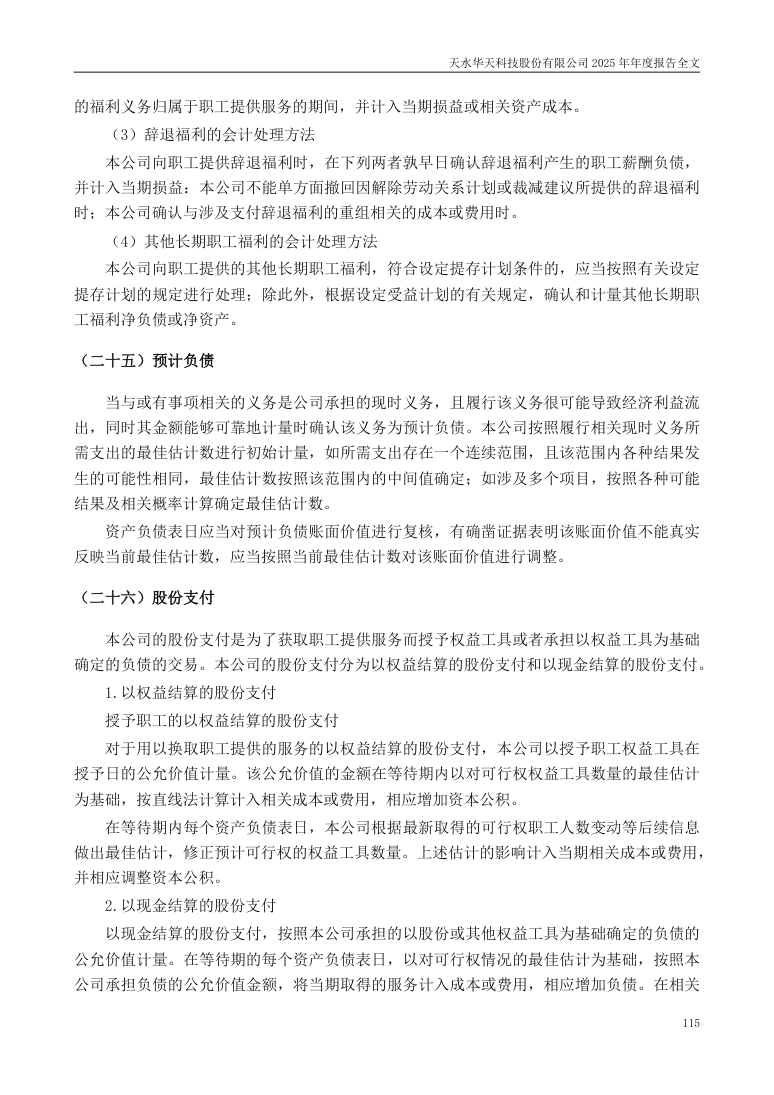 天水华天科技股份有限公司 2025 年年度报告全文
的福利义务归属于职工提供服务的期间，并计入当期损益或相关资产成本。
（3）辞退福利的会计处理方法
本公司向职工提供辞退福利时，在下列两者孰早日确认辞退福利产生的职工薪酬负债，
并计入当期损益：本公司不能单方面撤回因解除劳动关系计划或裁减建议所提供的辞退福利
时；本公司确认与涉及支付辞退福利的重组相关的成本或费用时。
（4）其他长期职工福利的会计处理方法
本公司向职工提供的其他长期职工福利，符合设定提存计划条件的，应当按照有关设定
提存计划的规定进行处理；除此外，根据设定受益计划的有关规定，确认和计量其他长期职
工福利净负债或净资产。
（二十五）预计负债
当与或有事项相关的义务是公司承担的现时义务，且履行该义务很可能导致经济利益流
出，同时其金额能够可靠地计量时确认该义务为预计负债。本公司按照履行相关现时义务所
需支出的最佳估计数进行初始计量，如所需支出存在一个连续范围，且该范围内各种结果发
生的可能性相同，最佳估计数按照该范围内的中间值确定；如涉及多个项目，按照各种可能
结果及相关概率计算确定最佳估计数。
资产负债表日应当对预计负债账面价值进行复核，有确凿证据表明该账面价值不能真实
反映当前最佳估计数，应当按照当前最佳估计数对该账面价值进行调整。
（二十六）股份支付
本公司的股份支付是为了获取职工提供服务而授予权益工具或者承担以权益工具为基础
确定的负债的交易。本公司的股份支付分为以权益结算的股份支付和以现金结算的股份支付。
1.以权益结算的股份支付
授予职工的以权益结算的股份支付
对于用以换取职工提供的服务的以权益结算的股份支付，本公司以授予职工权益工具在
授予日的公允价值计量。该公允价值的金额在等待期内以对可行权权益工具数量的最佳估计
为基础，按直线法计算计入相关成本或费用，相应增加资本公积。
在等待期内每个资产负债表日，本公司根据最新取得的可行权职工人数变动等后续信息
做出最佳估计，修正预计可行权的权益工具数量。上述估计的影响计入当期相关成本或费用，
并相应调整资本公积。
2.以现金结算的股份支付
以现金结算的股份支付，按照本公司承担的以股份或其他权益工具为基础确定的负债的
公允价值计量。在等待期的每个资产负债表日，以对可行权情况的最佳估计为基础，按照本
公司承担负债的公允价值金额，将当期取得的服务计入成本或费用，相应增加负债。在相关
115